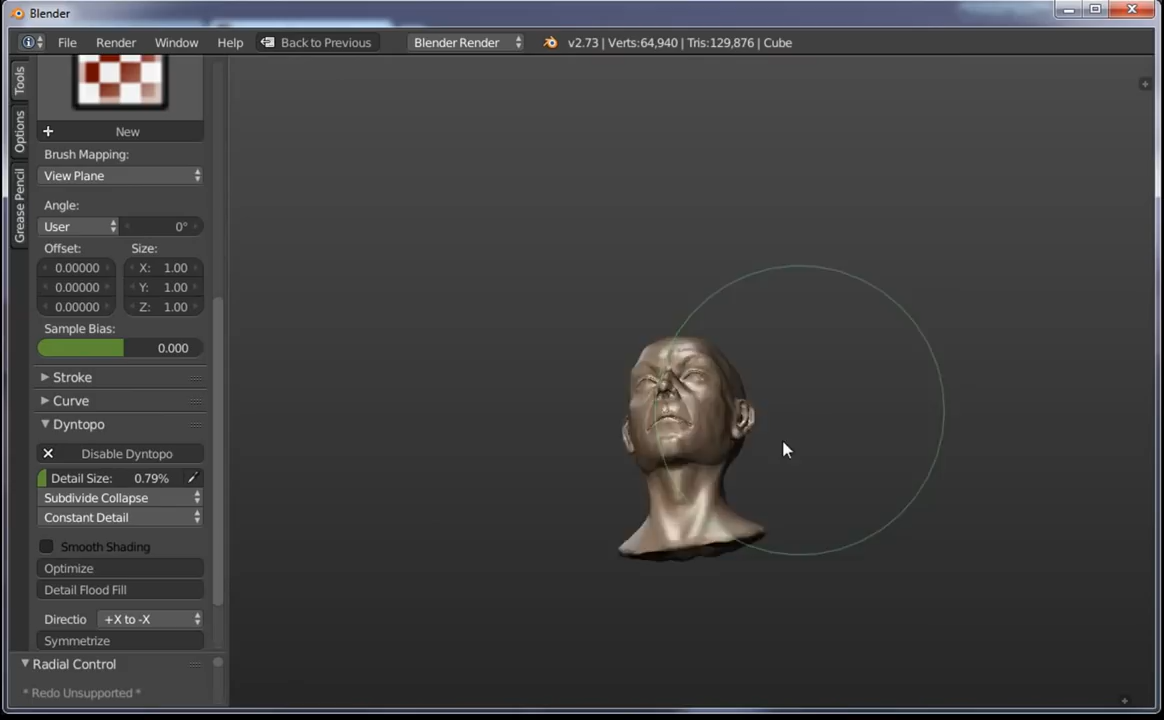 Blender
File Render Window Help Back to Previous Blender Render v2.73 | Verts:64,940 | Tris:129,876 | Cube
Tools
Options
Grease Pencil
New
Brush Mapping:
View Plane
Angle:
User 0°
Offset: Size:
0.00000 X: 1.00
0.00000 Y: 1.00
0.00000 Z: 1.00
Sample Bias:
0.000
Stroke
Curve
Dyntopo
Disable Dyntopo
Detail Size: 0.79%
Subdivide Collapse
Constant Detail
Smooth Shading
Optimize
Detail Flood Fill
Directio +X to -X
Symmetrize
Radial Control
* Redo Unsupported *